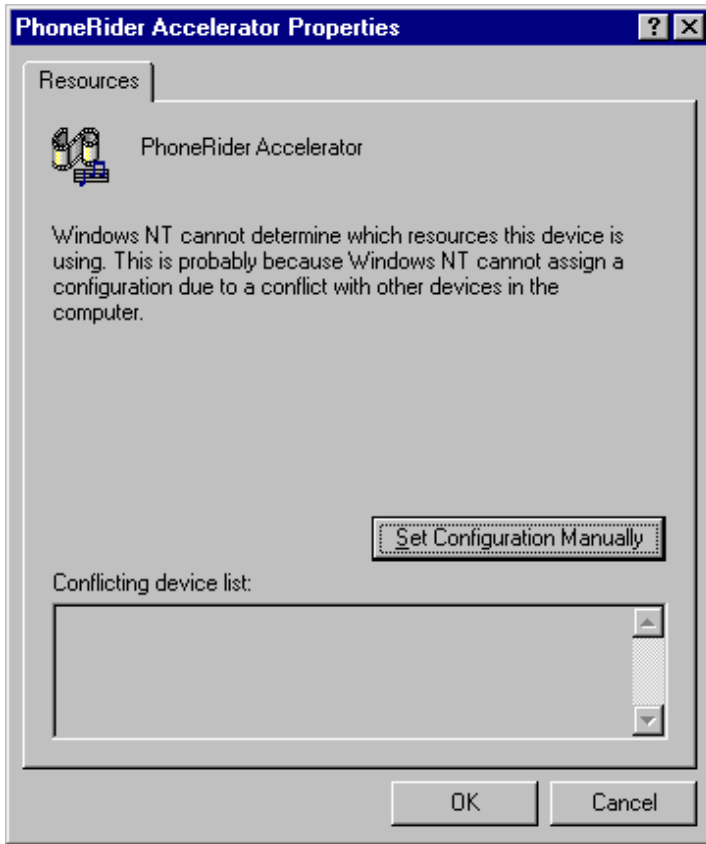 PhoneRider Accelerator Properties
Resources
PhoneRider Accelerator
Windows NT cannot determine which resources this device is
using. This is probably because Windows NT cannot assign a
configuration due to a conflict with other devices in the
computer.
Set Configuration Manually
Conflicting device list:
OK
Cancel